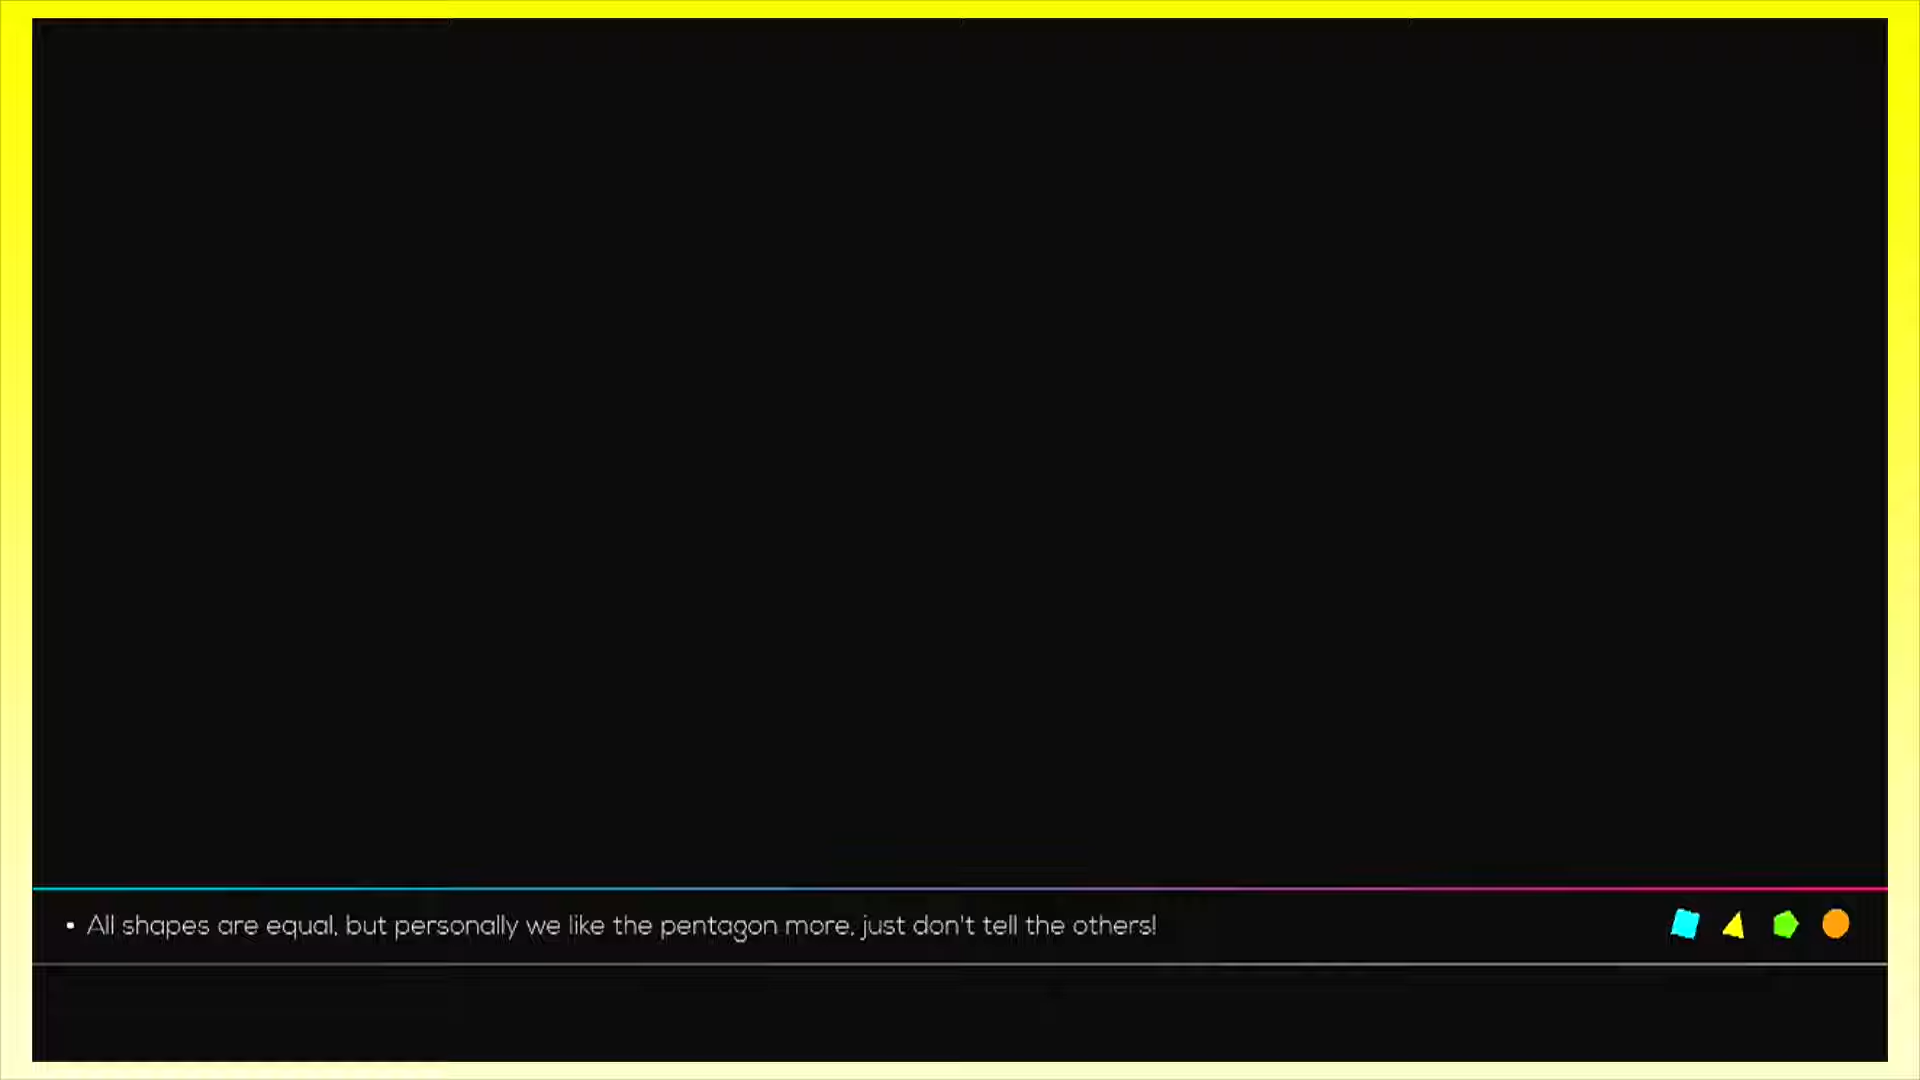 • All shapes are equal, but personally we like the pentagon more, just don't tell the others!